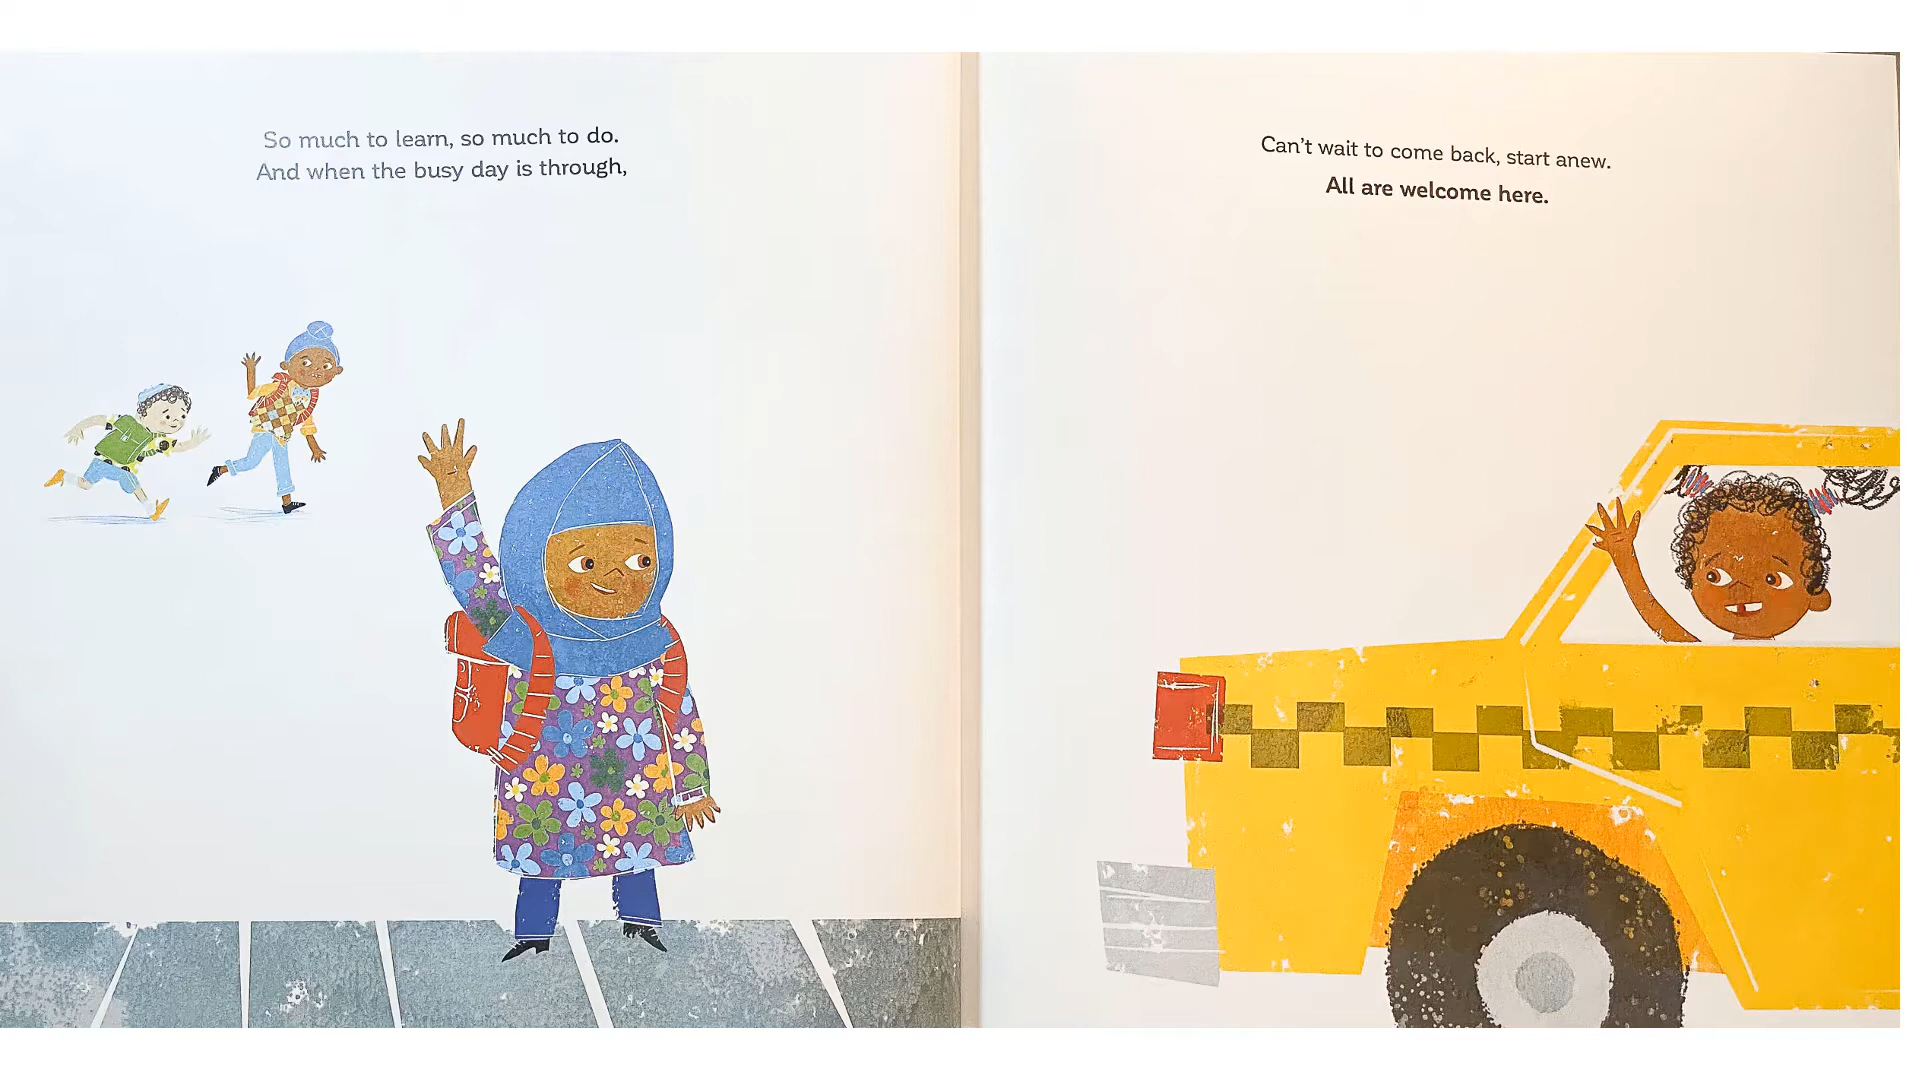 So much to learn, so much to do.
And when the busy day is through,
Can't wait to come back, start anew.
All are welcome here.